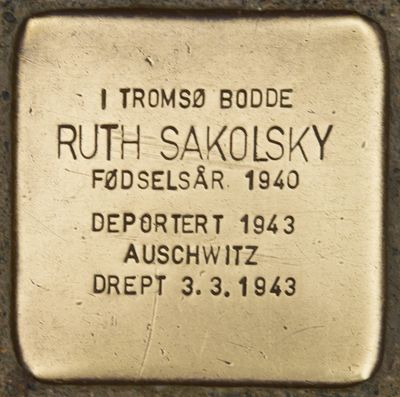 I TROMSØ BODDE
RUTH SAKOLSKY
FØDSELSÅR 1940
DEPORTERT 1943
AUSCHWITZ
DREPT 3.3.1943